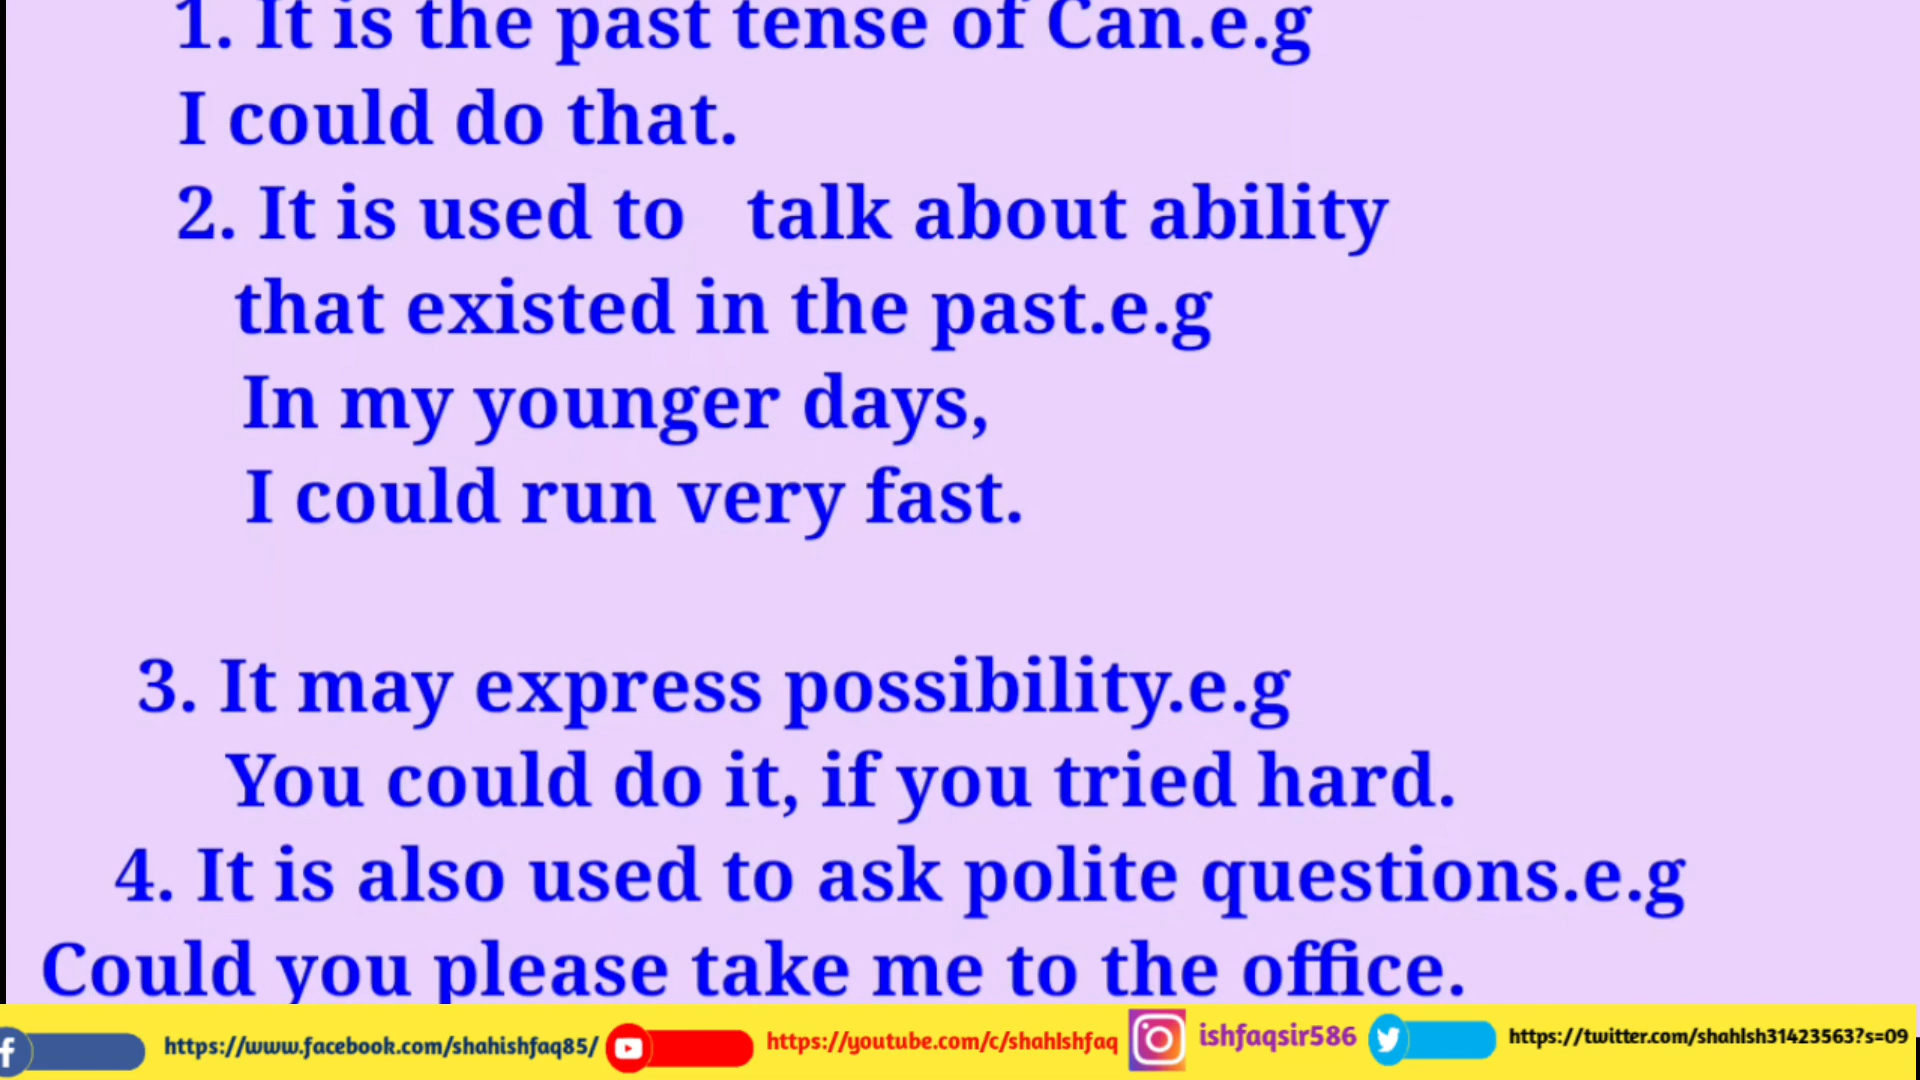 1. It is the past tense of Can.e.g
I could do that.
2. It is used to talk about ability
that existed in the past.e.g
In my younger days,
I could run very fast.
3. It may express possibility.e.g
You could do it, if you tried hard.
4. It is also used to ask polite questions.e.g
Could you please take me to the office.
https://www.facebook.com/shahishfaq85/ https://youtube.com/c/shahIshfaq ishfaqsir586 https://twitter.com/shahIsh31423563?s=09